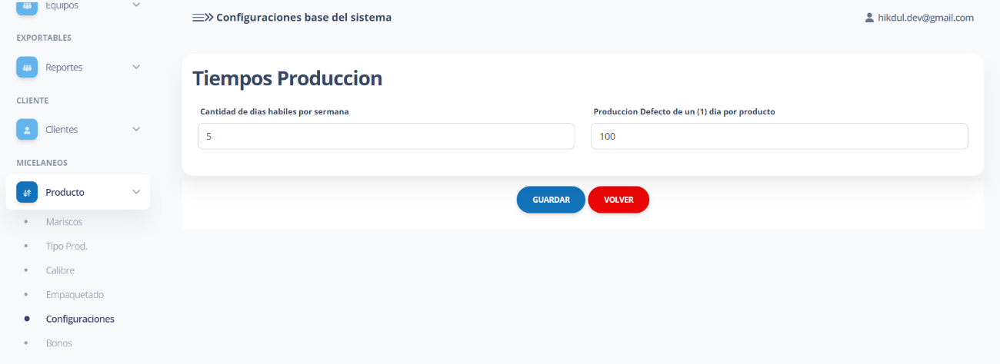 Equipos
EXPORTABLES
Reportes
CLIENTE
Clientes
MICELANEOS
Producto
Mariscos
Tipo Prod.
Calibre
Empaquetado
Configuraciones
Bonos
Configuraciones base del sistema
hikdul.dev@gmail.com
Tiempos Produccion
Cantidad de dias habiles por sermana
5
Produccion Defecto de un (1) dia por producto
100
GUARDAR
VOLVER